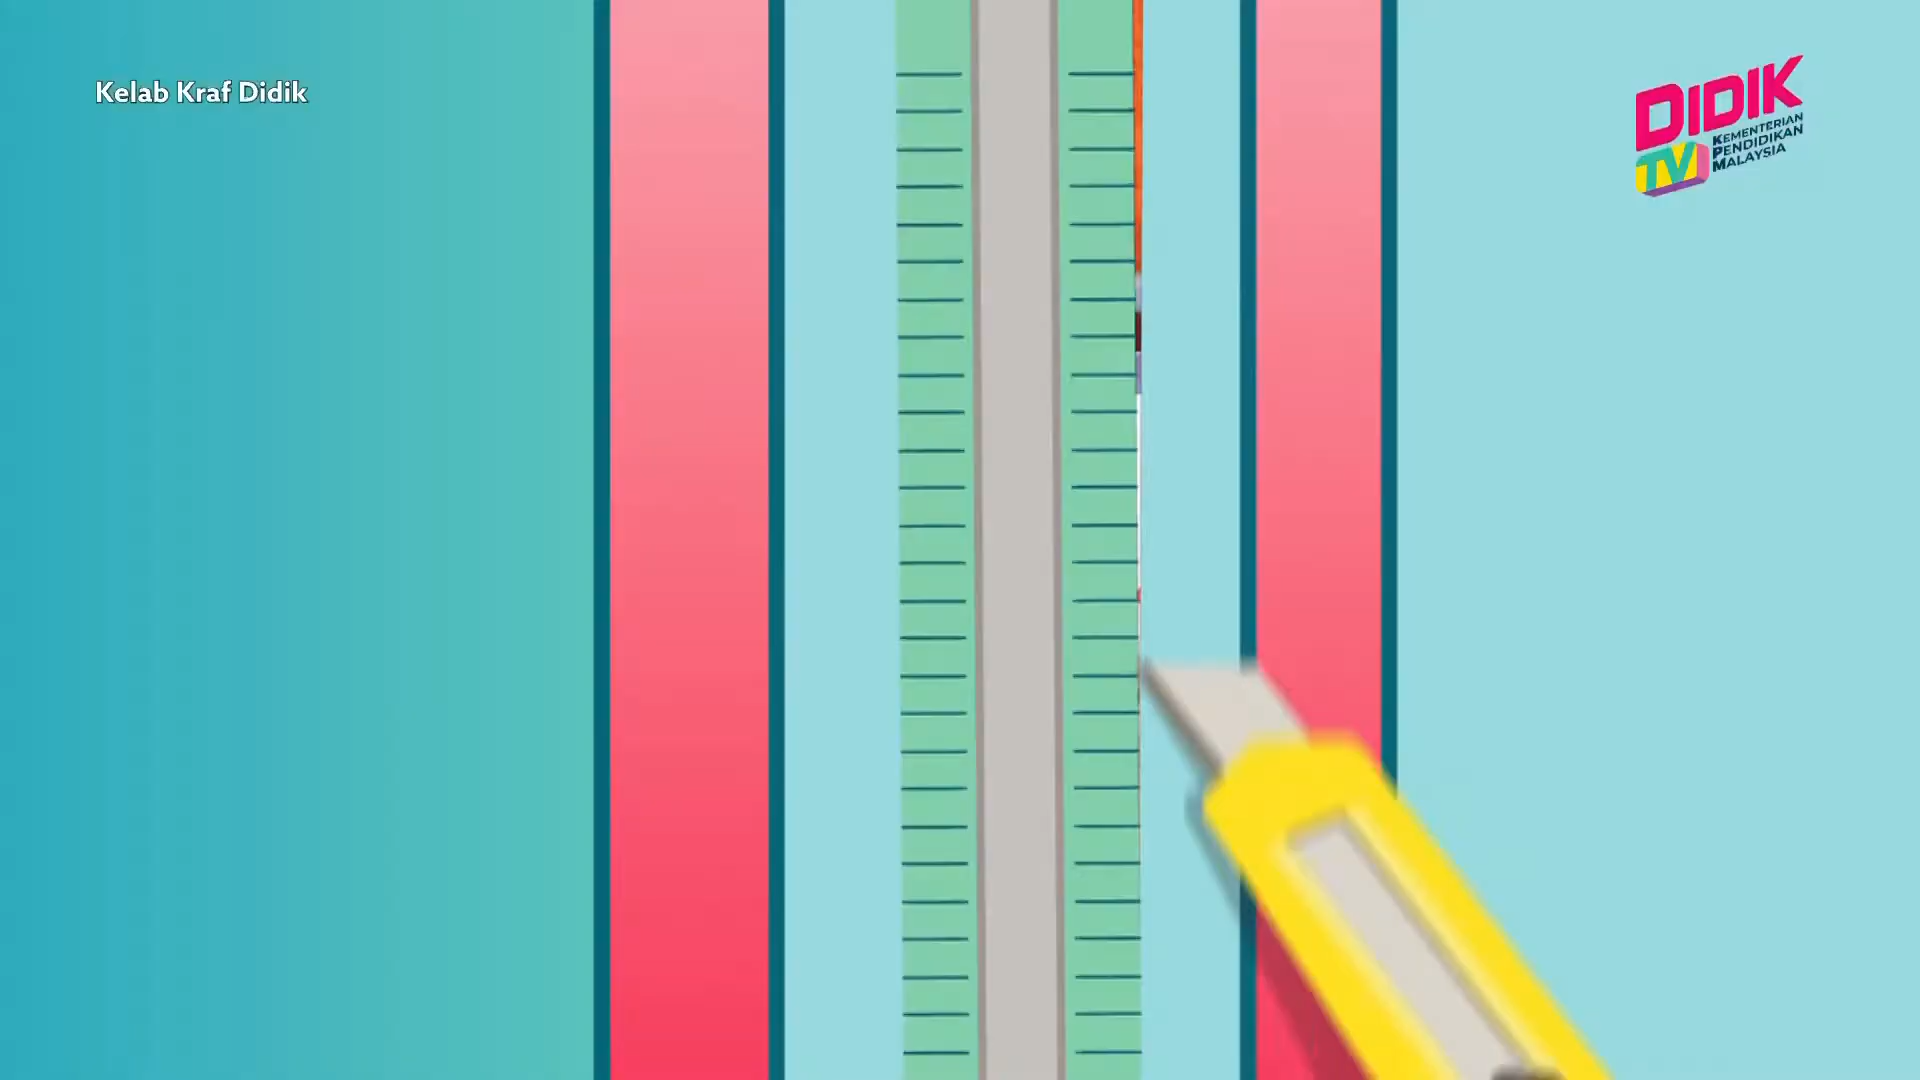 Kelab Kraf Didik
DIDIK
TV
KEMENTERIAN
PENDIDIKAN
MALAYSIA